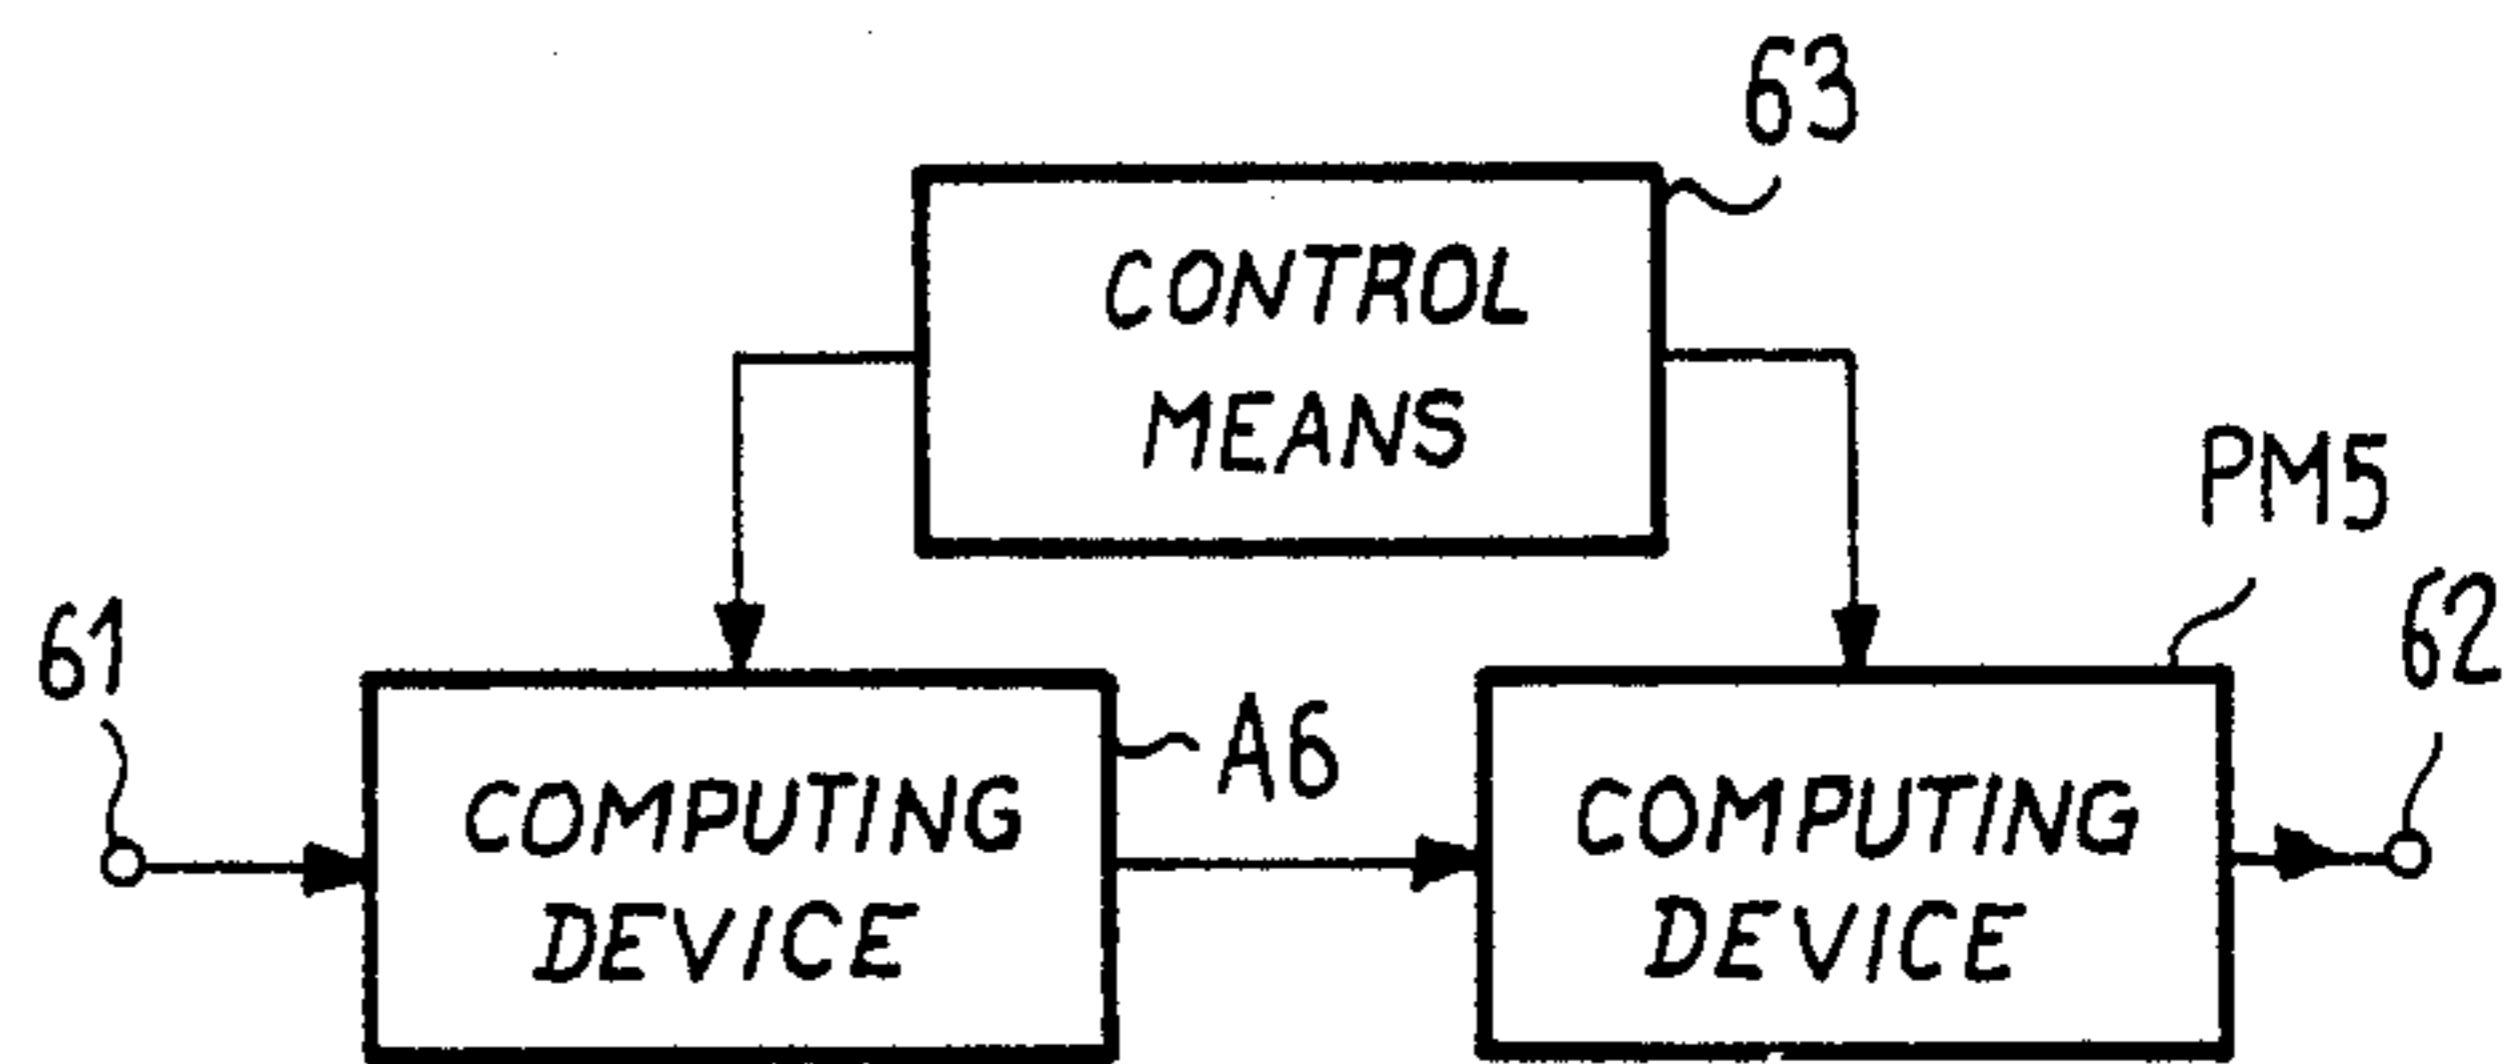 63
CONTROL
MEANS
PM5
61
62
A6
COMPUTING
DEVICE
COMPUTING
DEVICE